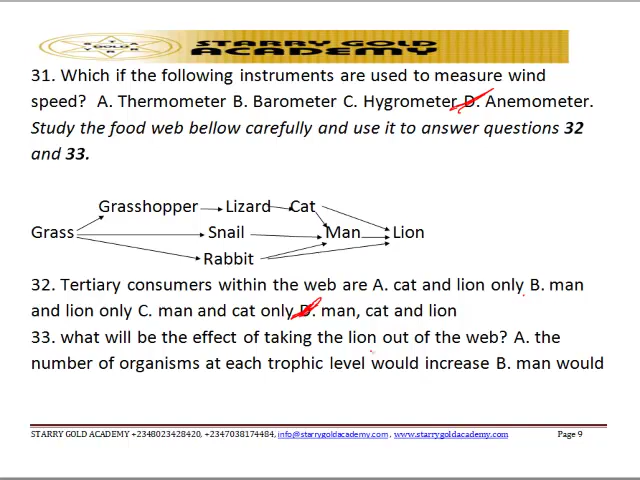 STARRY GOLD
ACADEMY
31. Which if the following instruments are used to measure wind
speed? A. Thermometer B. Barometer C. Hygrometer D. Anemometer.
Study the food web bellow carefully and use it to answer questions 32
and 33.
Grasshopper Lizard Cat
Grass Snail Man Lion
Rabbit
32. Tertiary consumers within the web are A. cat and lion only B. man
and lion only C. man and cat only D. man, cat and lion
33. what will be the effect of taking the lion out of the web? A. the
number of organisms at each trophic level would increase B. man would
STARRY GOLD ACADEMY +2348023428420, +2347038174484, info@starrygoldacademy.com , www.starrygoldacademy.com Page 9